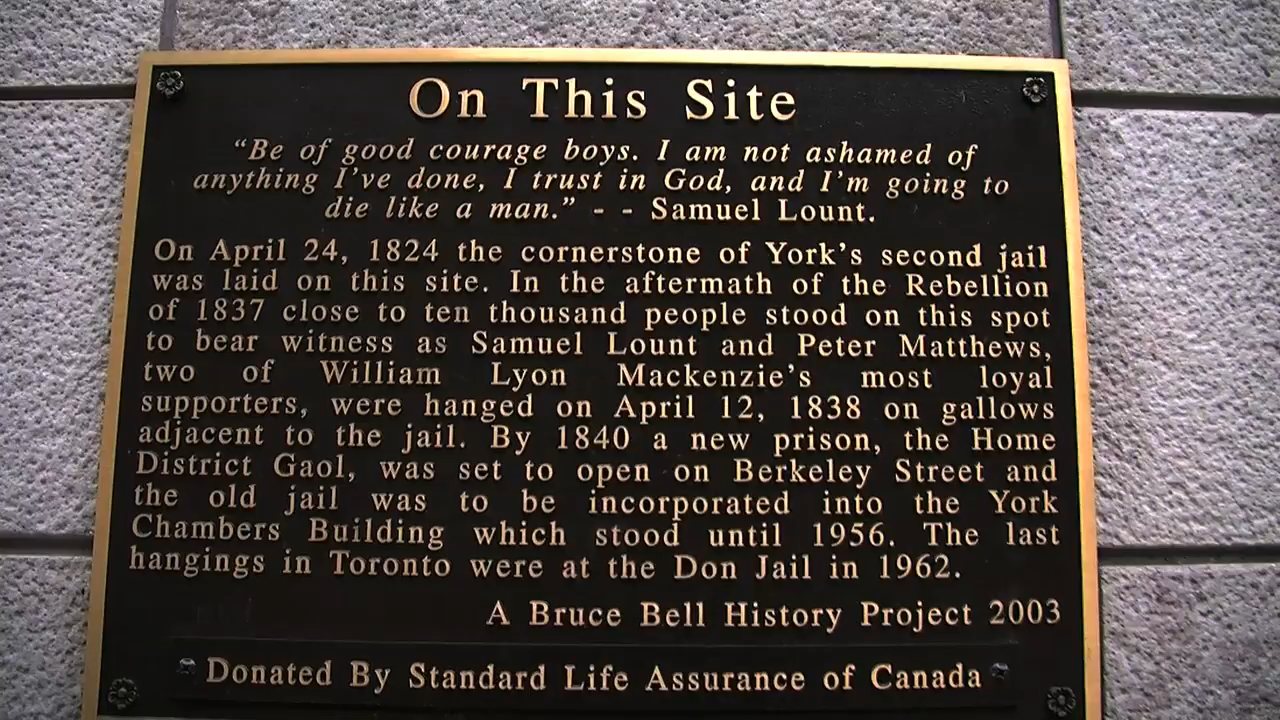 On This Site
“Be of good courage boys. I am not ashamed of
anything I’ve done, I trust in God, and I’m going to
die like a man.” - - Samuel Lount.
On April 24, 1824 the cornerstone of York’s second jail
was laid on this site. In the aftermath of the Rebellion
of 1837 close to ten thousand people stood on this spot
to bear witness as Samuel Lount and Peter Matthews,
two of William Lyon Mackenzie’s most loyal
supporters, were hanged on April 12, 1838 on gallows
adjacent to the jail. By 1840 a new prison, the Home
District Gaol, was set to open on Berkeley Street and
the old jail was to be incorporated into the York
Chambers Building which stood until 1956. The last
hangings in Toronto were at the Don Jail in 1962.
A Bruce Bell History Project 2003
Donated By Standard Life Assurance of Canada